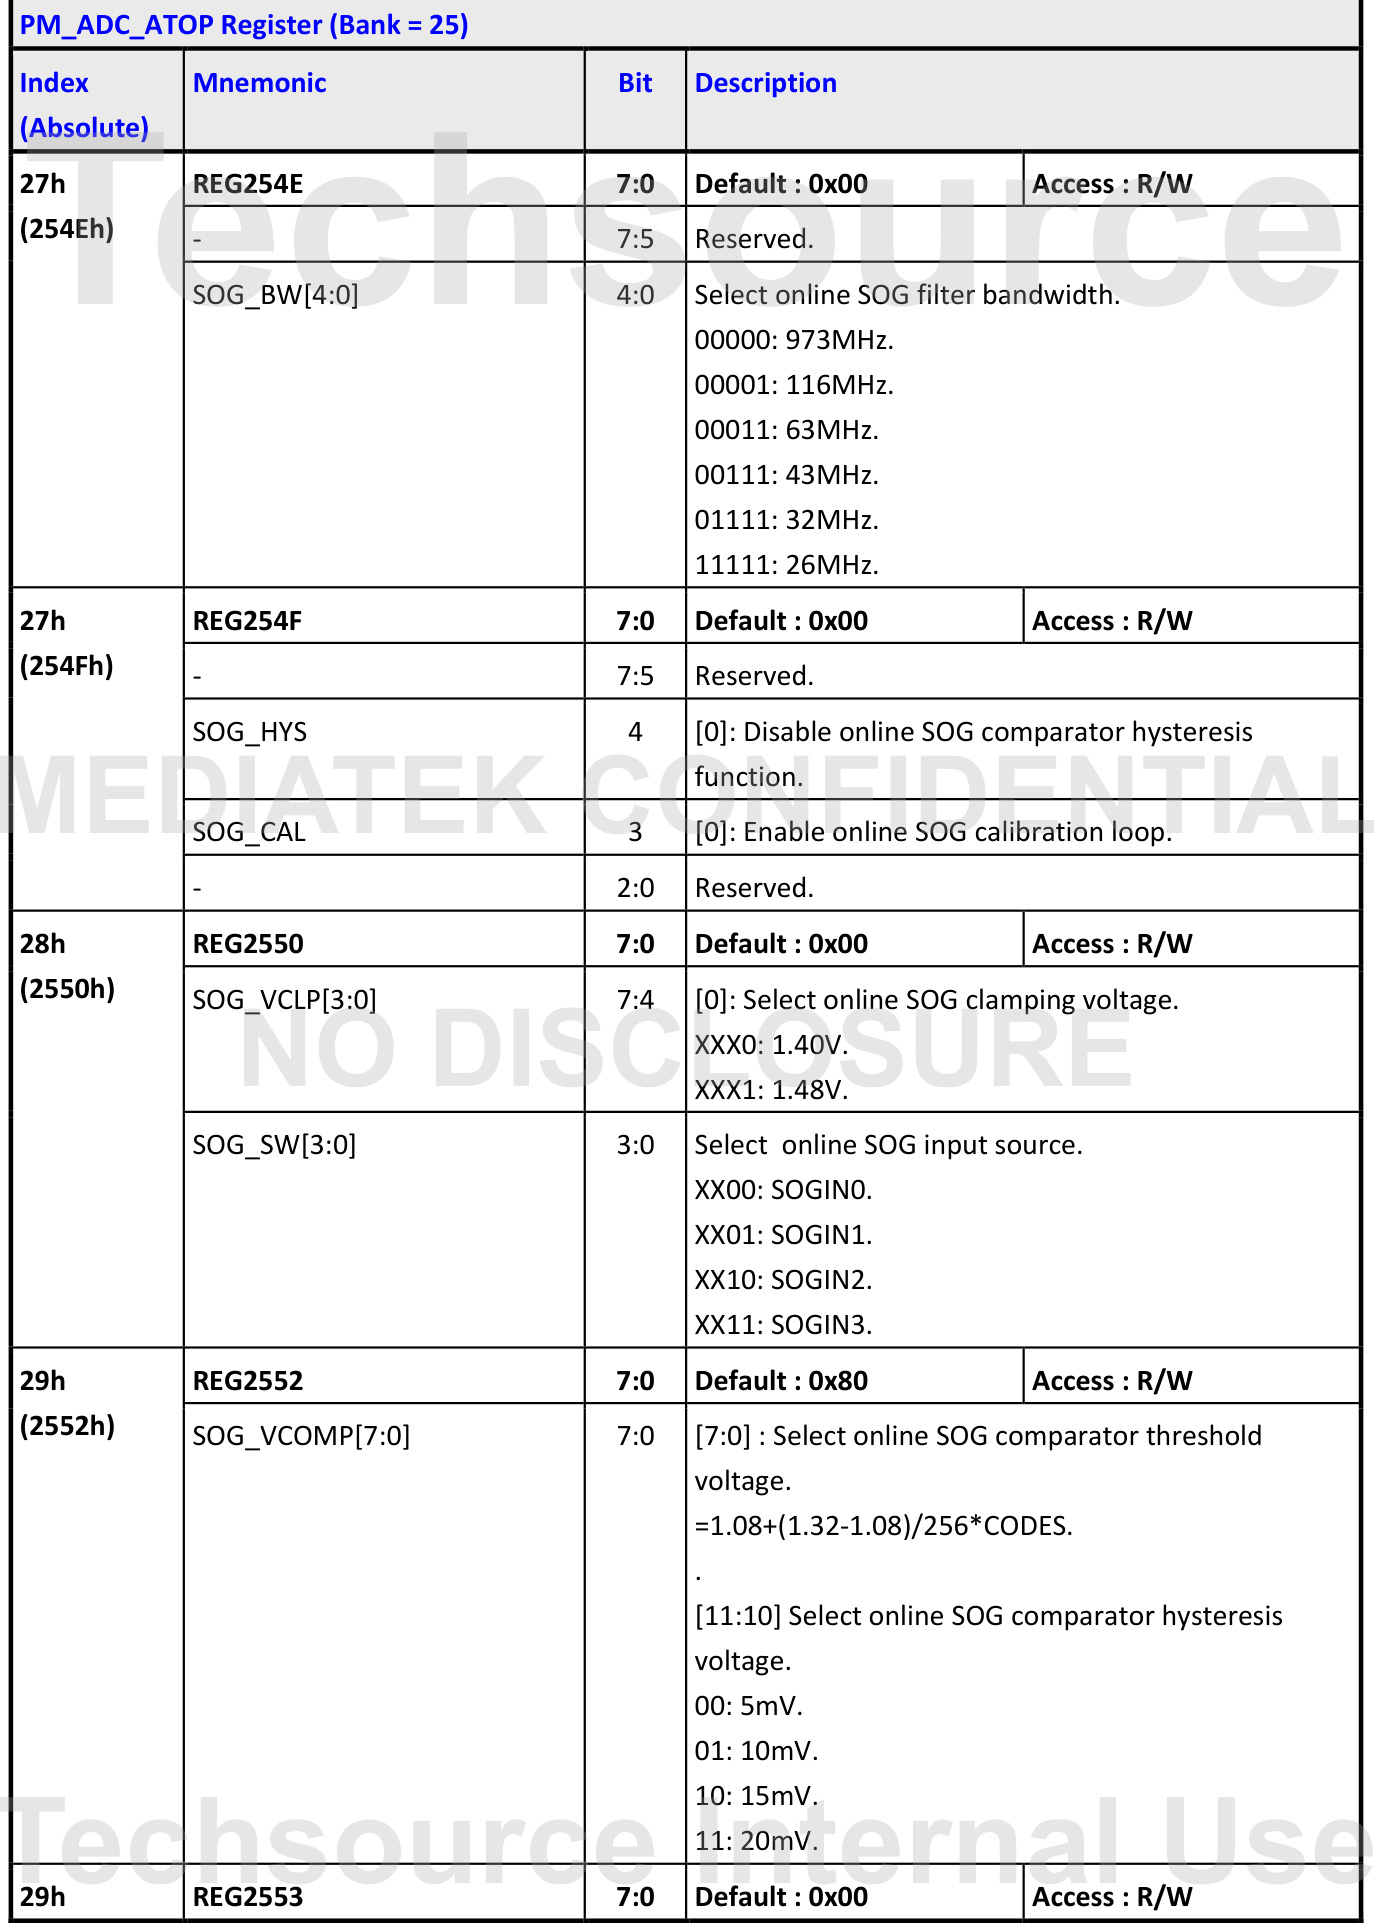 PM_ADC_ATOP Register (Bank = 25)
Index Mnemonic Bit Description
(Absolute)
27h REG254E 7:0 Default : 0x00 Access : R/W
(254Eh) - 7:5 Reserved.
SOG_BW[4:0] 4:0 Select online SOG filter bandwidth.
00000: 973MHz.
00001: 116MHz.
00011: 63MHz.
00111: 43MHz.
01111: 32MHz.
11111: 26MHz.
27h REG254F 7:0 Default : 0x00 Access : R/W
(254Fh) - 7:5 Reserved.
SOG_HYS 4 [0]: Disable online SOG comparator hysteresis
function.
SOG_CAL 3 [0]: Enable online SOG calibration loop.
- 2:0 Reserved.
28h REG2550 7:0 Default : 0x00 Access : R/W
(2550h) SOG_VCLP[3:0] 7:4 [0]: Select online SOG clamping voltage.
XXX0: 1.40V.
XXX1: 1.48V.
SOG_SW[3:0] 3:0 Select  online SOG input source.
XX00: SOGIN0.
XX01: SOGIN1.
XX10: SOGIN2.
XX11: SOGIN3.
29h REG2552 7:0 Default : 0x80 Access : R/W
(2552h) SOG_VCOMP[7:0] 7:0 [7:0] : Select online SOG comparator threshold
voltage.
=1.08+(1.32-1.08)/256*CODES.
.
[11:10] Select online SOG comparator hysteresis
voltage.
00: 5mV.
01: 10mV.
10: 15mV.
11: 20mV.
29h REG2553 7:0 Default : 0x00 Access : R/W
Techsource
MEDIATEK CONFIDENTIAL
NO DISCLOSURE
Techsource Internal Use